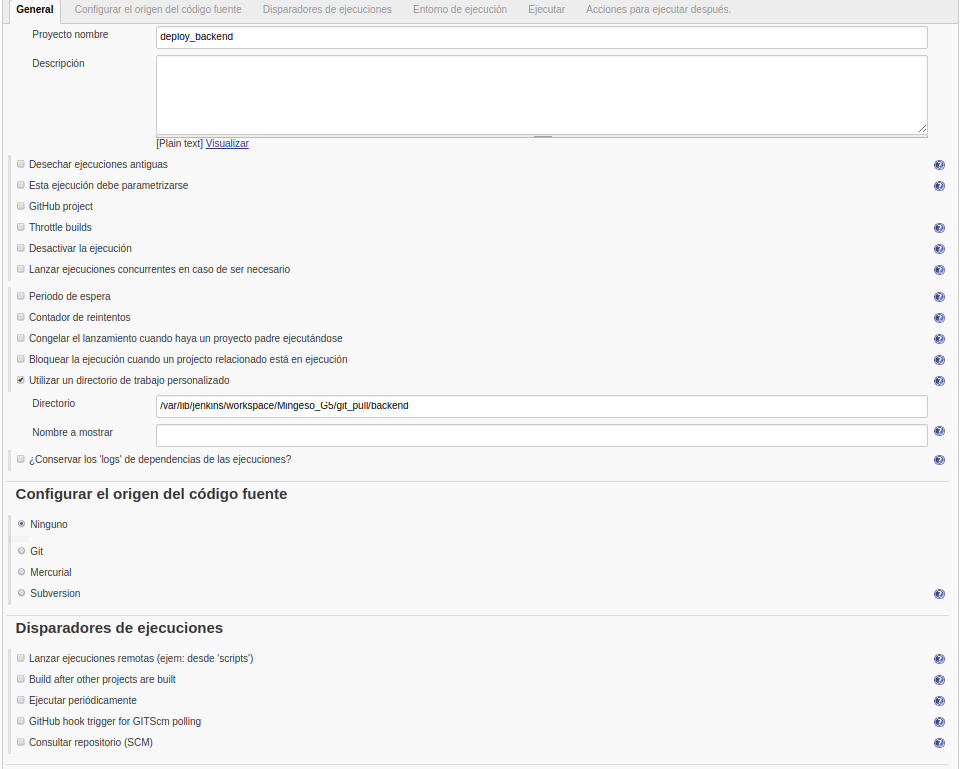 General Configurar el origen del código fuente Disparadores de ejecuciones Entorno de ejecución Ejecutar Acciones para ejecutar después.
Proyecto nombre deploy_backend
Descripción
[Plain text] Visualizar
Desechar ejecuciones antiguas
Esta ejecución debe parametrizarse
GitHub project
Throttle builds
Desactivar la ejecución
Lanzar ejecuciones concurrentes en caso de ser necesario
Periodo de espera
Contador de reintentos
Congelar el lanzamiento cuando haya un proyecto padre ejecutándose
Bloquear la ejecución cuando un projecto relacionado está en ejecución
Utilizar un directorio de trabajo personalizado
Directorio /var/lib/jenkins/workspace/Mingeso_G5/git_pull/backend
Nombre a mostrar
¿Conservar los 'logs' de dependencias de las ejecuciones?
Configurar el origen del código fuente
Ninguno
Git
Mercurial
Subversion
Disparadores de ejecuciones
Lanzar ejecuciones remotas (ejem: desde 'scripts')
Build after other projects are built
Ejecutar periódicamente
GitHub hook trigger for GITScm polling
Consultar repositorio (SCM)